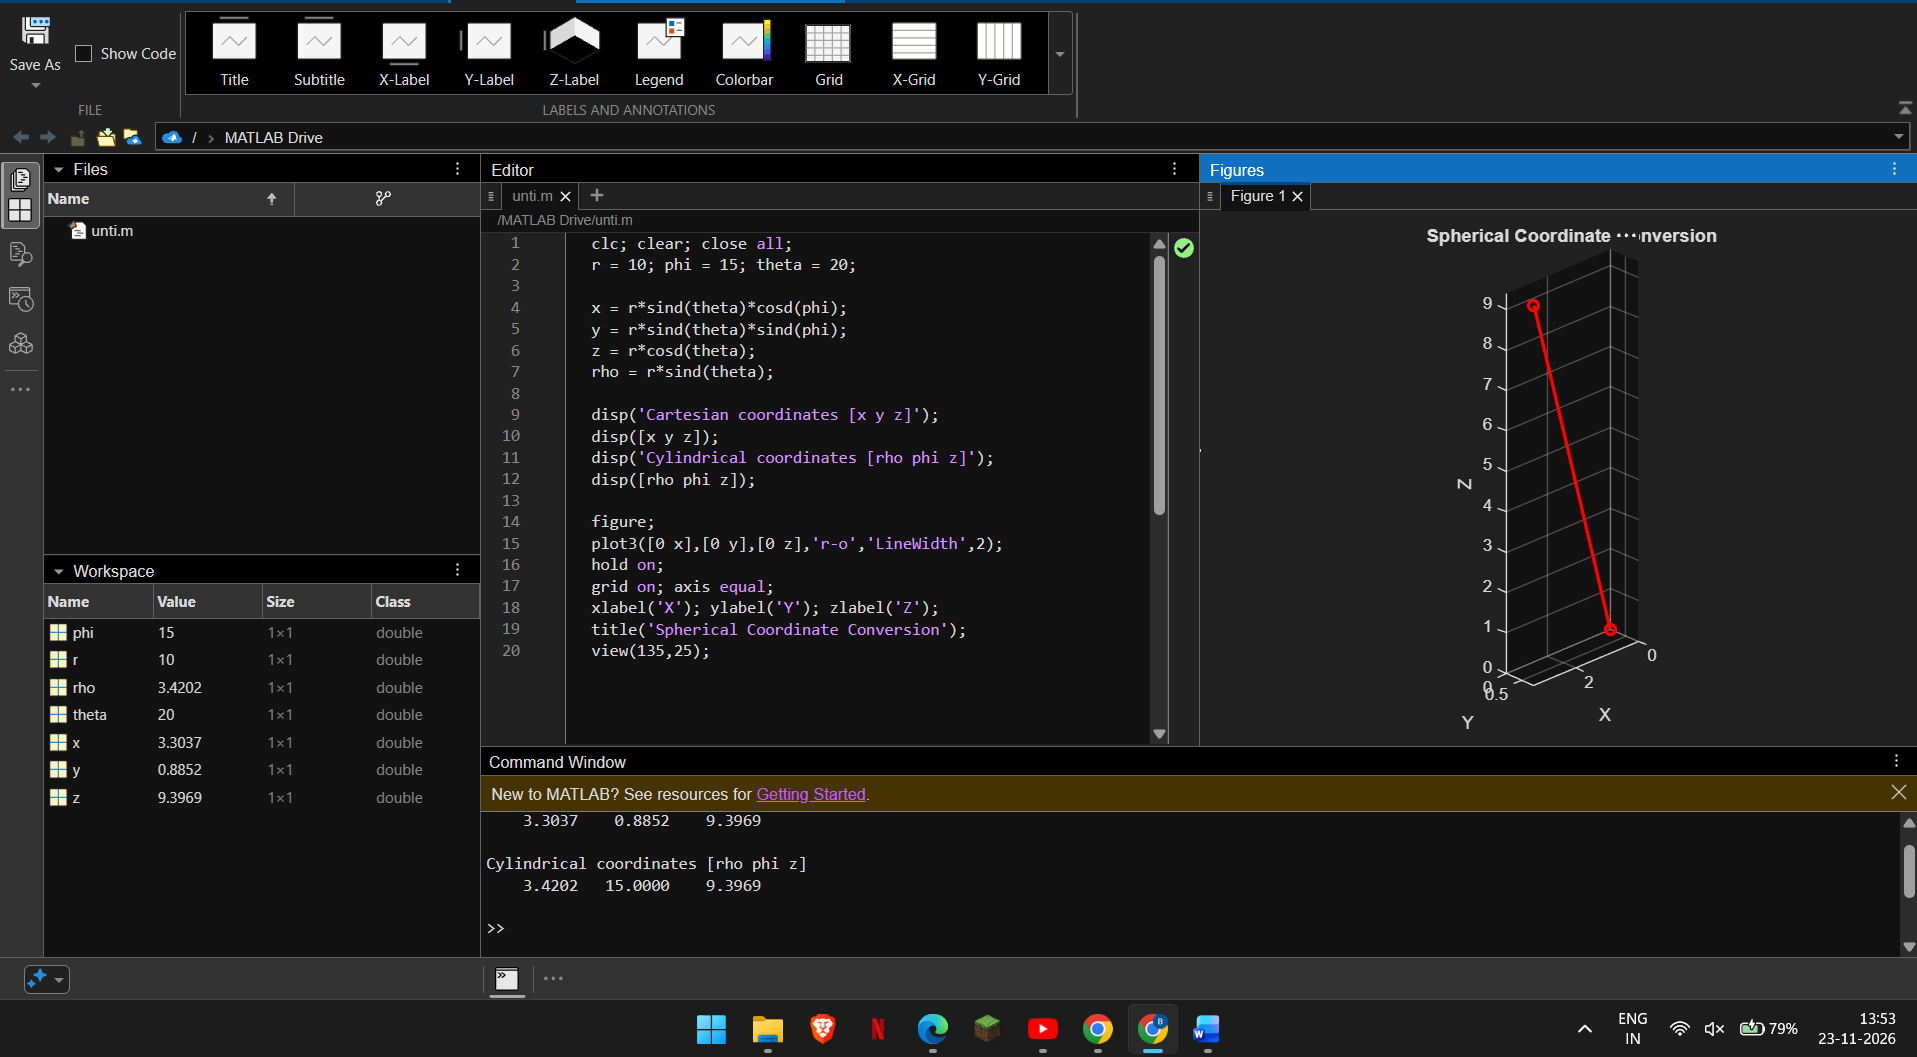 Save As
Show Code
FILE
Title
Subtitle
X-Label
Y-Label
Z-Label
Legend
Colorbar
Grid
X-Grid
Y-Grid
LABELS AND ANNOTATIONS
/ › MATLAB Drive
Files
Name
unti.m
Workspace
Name Value Size Class
phi 15 1×1 double
r 10 1×1 double
rho 3.4202 1×1 double
theta 20 1×1 double
x 3.3037 1×1 double
y 0.8852 1×1 double
z 9.3969 1×1 double
Editor
unti.m
/MATLAB Drive/unti.m
1 clc; clear; close all;
2 r = 10; phi = 15; theta = 20;
3
4 x = r*sind(theta)*cosd(phi);
5 y = r*sind(theta)*sind(phi);
6 z = r*cosd(theta);
7 rho = r*sind(theta);
8
9 disp('Cartesian coordinates [x y z]');
10 disp([x y z]);
11 disp('Cylindrical coordinates [rho phi z]');
12 disp([rho phi z]);
13
14 figure;
15 plot3([0 x],[0 y],[0 z],'r-o','LineWidth',2);
16 hold on;
17 grid on; axis equal;
18 xlabel('X'); ylabel('Y'); zlabel('Z');
19 title('Spherical Coordinate Conversion');
20 view(135,25);
Figures
Figure 1
Spherical Coordinate ···nversion
9
8
7
6
5
Z
4
3
2
1
0
0
0.5
2
0
Y
X
Command Window
New to MATLAB? See resources for Getting Started.
3.3037 0.8852 9.3969
Cylindrical coordinates [rho phi z]
3.4202 15.0000 9.3969
>>
ENG
IN
79%
13:53
23-11-2026